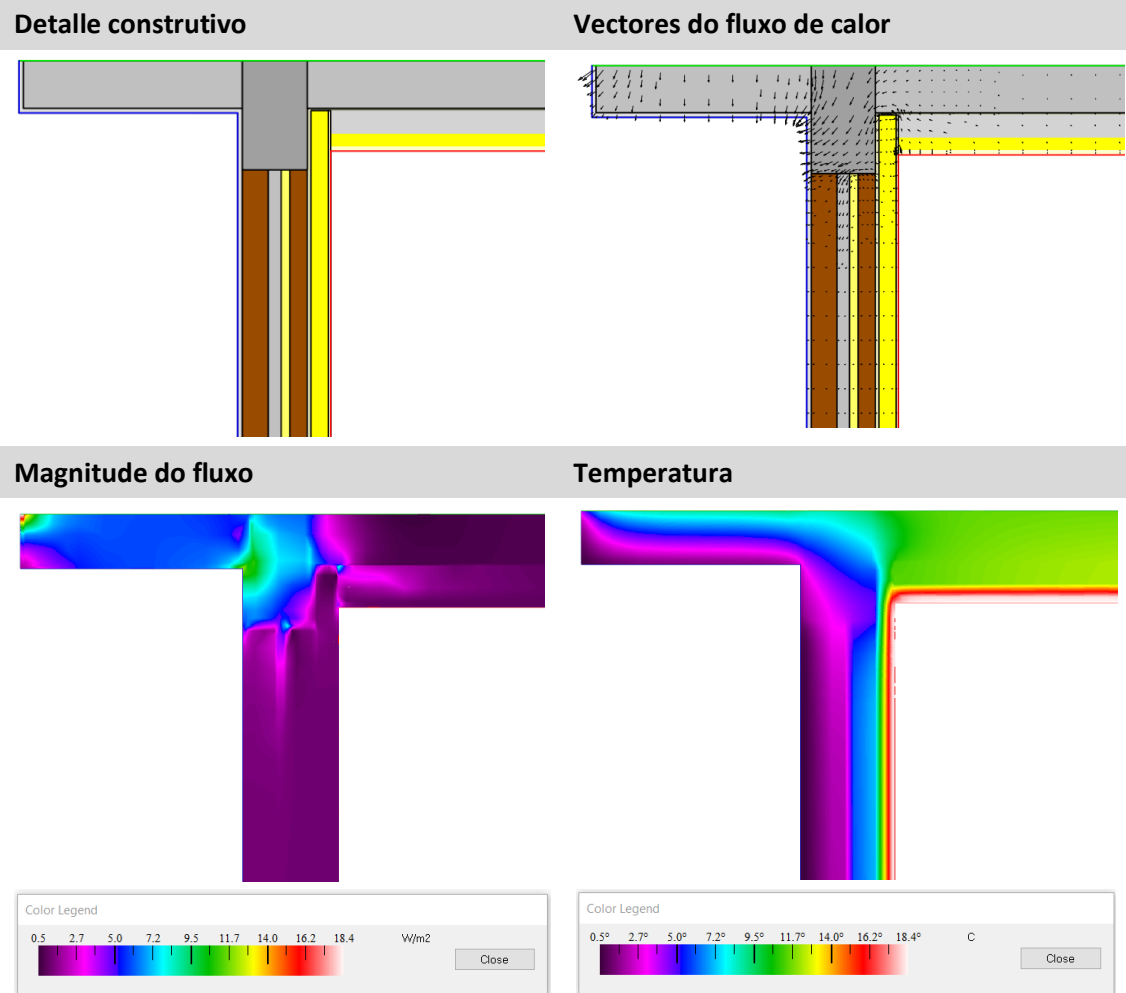 Detalle construtivo
Vectores do fluxo de calor
Magnitude do fluxo
Temperatura
Color Legend
0.5 2.7 5.0 7.2 9.5 11.7 14.0 16.2 18.4 W/m2
Close
Color Legend
0.5° 2.7° 5.0° 7.2° 9.5° 11.7° 14.0° 16.2° 18.4° C
Close